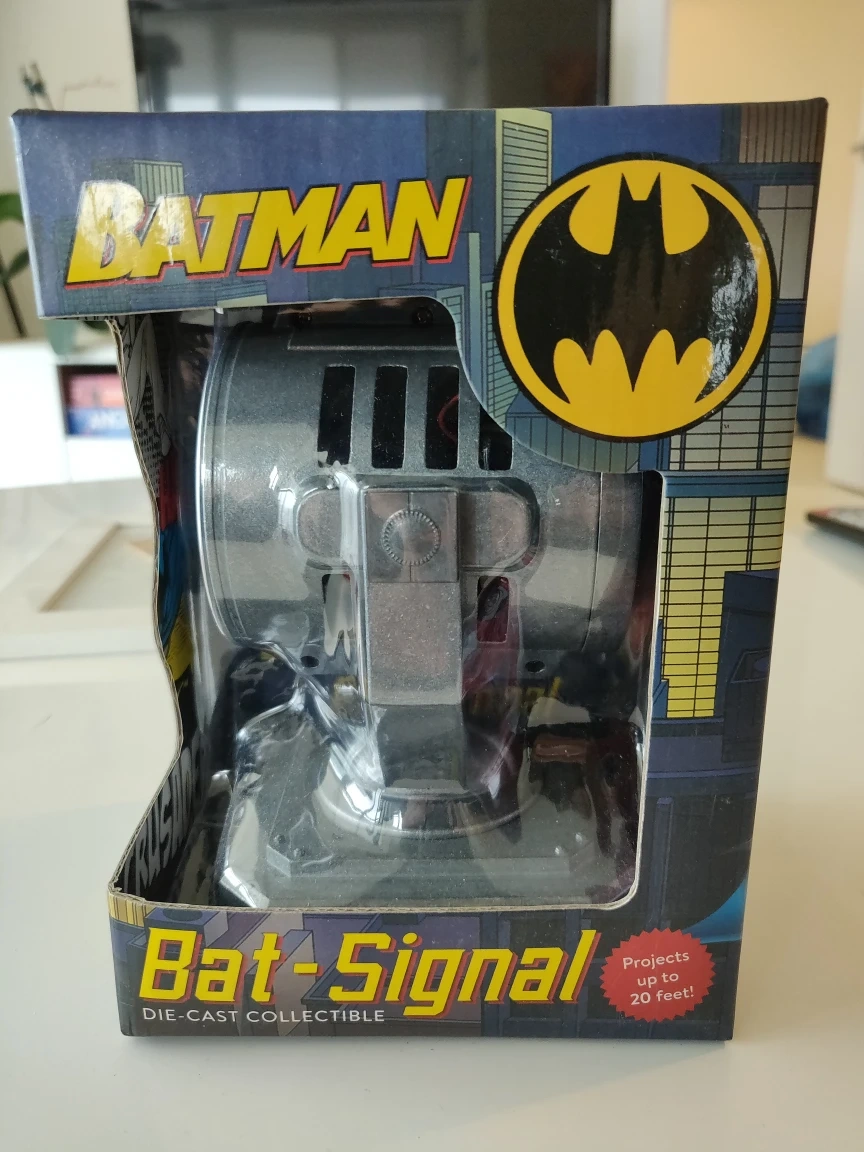 BATMAN
Bat-Signal
DIE-CAST COLLECTIBLE
Projects
up to
20 feet!